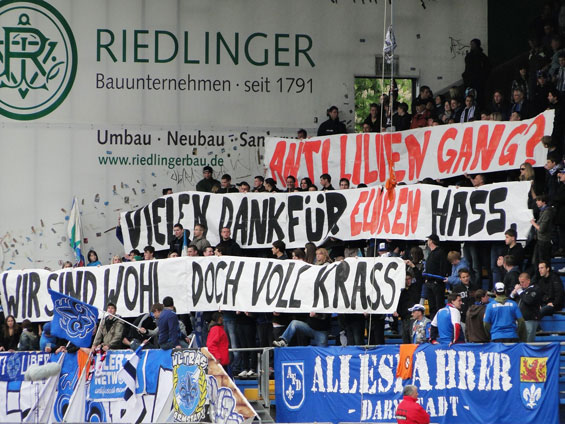 RIEDLINGER
Bauunternehmen · seit 1791
Umbau · Neubau · San
www.riedlingerbau.de
ANTI LILIEN GANG?
VIELEN DANK FÜR EUREN HASS.
WIR SIND WOHL DOCH VOLL KRASS
NETWORK
ULTRAS
ALLESFAHRER
- DARMSTADT -